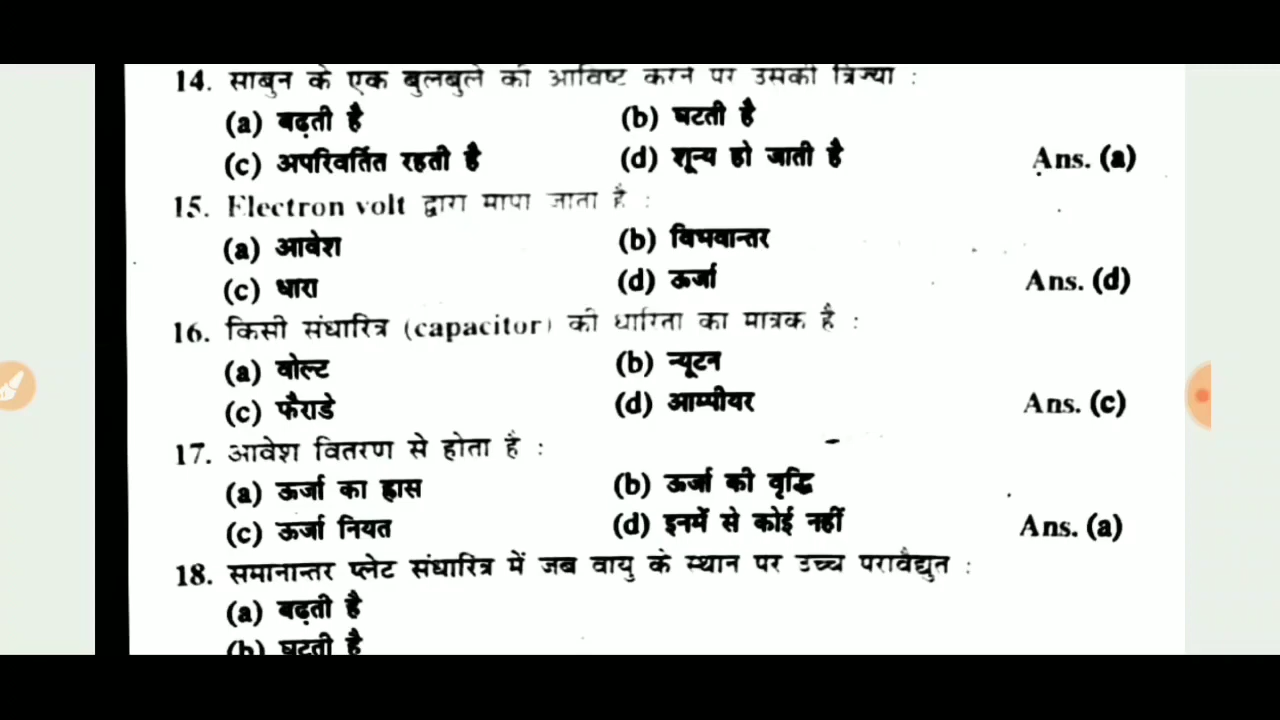 14. साबुन के एक बुलबुले को आविष्ट करने पर उसकी त्रिज्या :
(a) बढ़ती है (b) घटती है
(c) अपरिवर्तित रहती है (d) शून्य हो जाती है Ans. (a)
15. Electron volt द्वारा मापा जाता है :
(a) आवेश (b) विभवान्तर
(c) धारा (d) ऊर्जा Ans. (d)
16. किसी संधारित्र (capacitor) की धारिता का मात्रक है :
(a) वोल्ट (b) न्यूटन
(c) फैराडे (d) आम्पीयर Ans. (c)
17. आवेश वितरण से होता है :
(a) ऊर्जा का ह्रास (b) ऊर्जा की वृद्धि
(c) ऊर्जा नियत (d) इनमें से कोई नहीं Ans. (a)
18. समानान्तर प्लेट संधारित्र में जब वायु के स्थान पर उच्च परावैद्युत :
(a) बढ़ती है
(b) घटती है